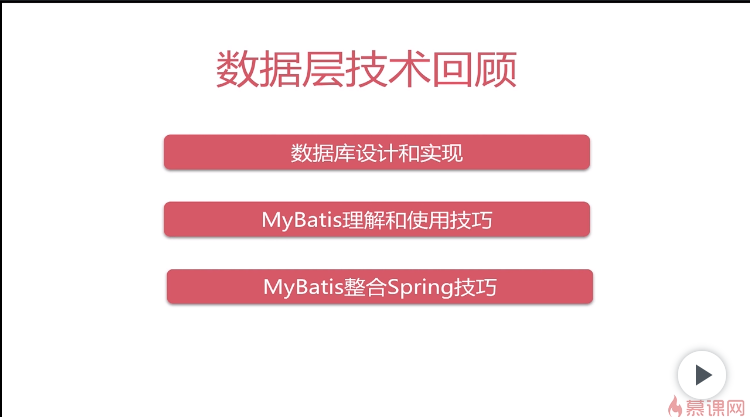 数据层技术回顾
数据库设计和实现
MyBatis理解和使用技巧
MyBatis整合Spring技巧
慕课网